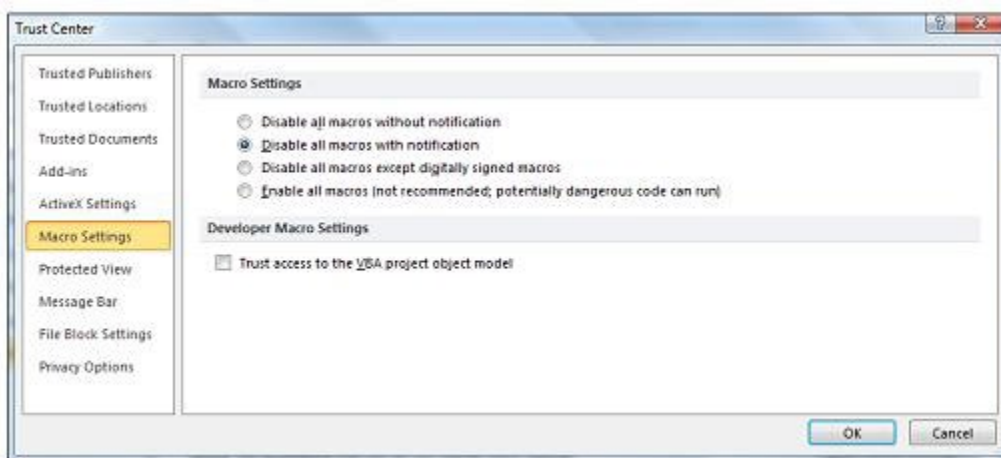 Trust Center
Trusted Publishers
Trusted Locations
Trusted Documents
Add-ins
ActiveX Settings
Macro Settings
Protected View
Message Bar
File Block Settings
Privacy Options
Macro Settings
Disable all macros without notification
Disable all macros with notification
Disable all macros except digitally signed macros
Enable all macros (not recommended; potentially dangerous code can run)
Developer Macro Settings
Trust access to the VBA project object model
OK
Cancel